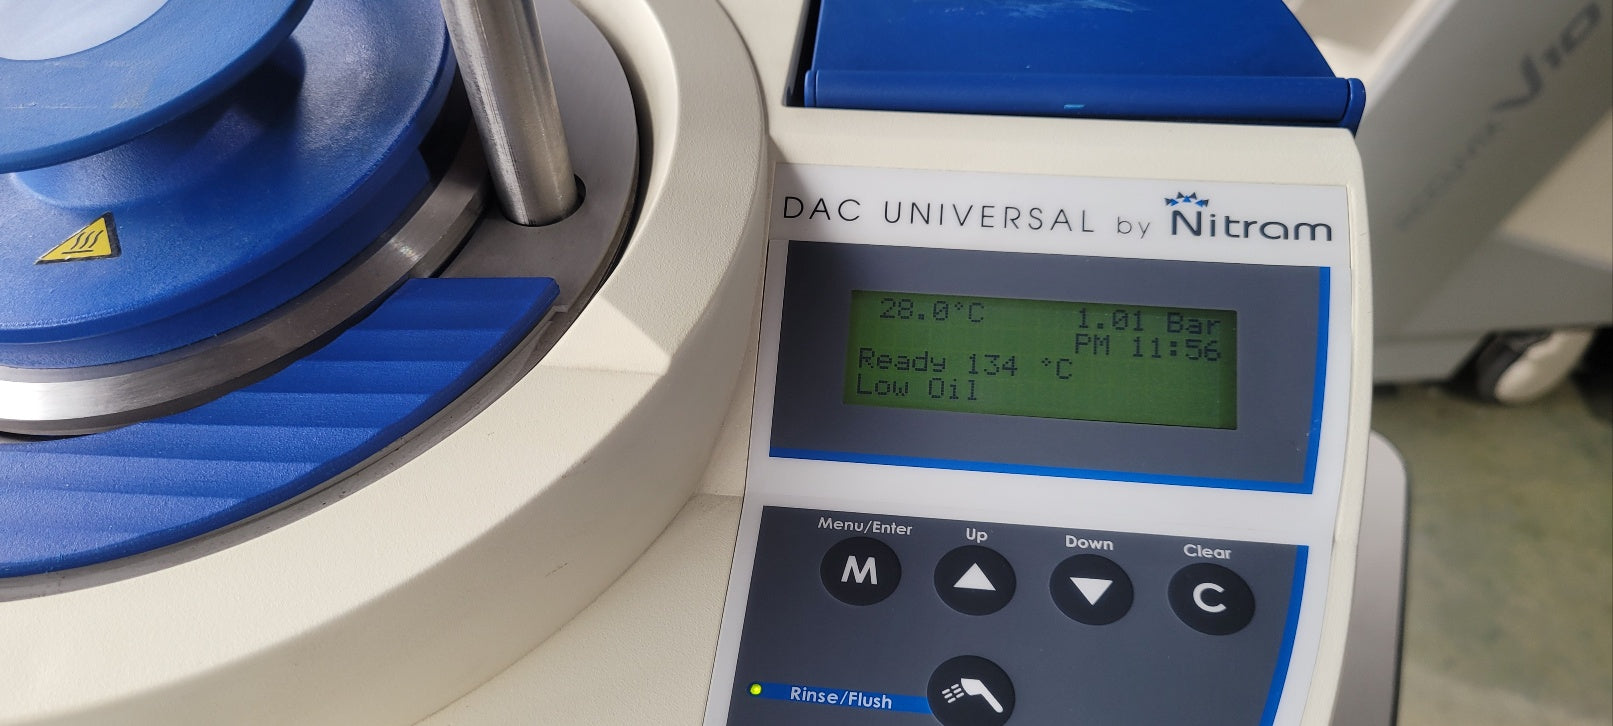 DAC UNIVERSAL by Nitram
28.0°C 1.01 Bar
PM 11:56
Ready 134 °C
Low Oil
Menu/Enter Up Down Clear
M C
Rinse/Flush